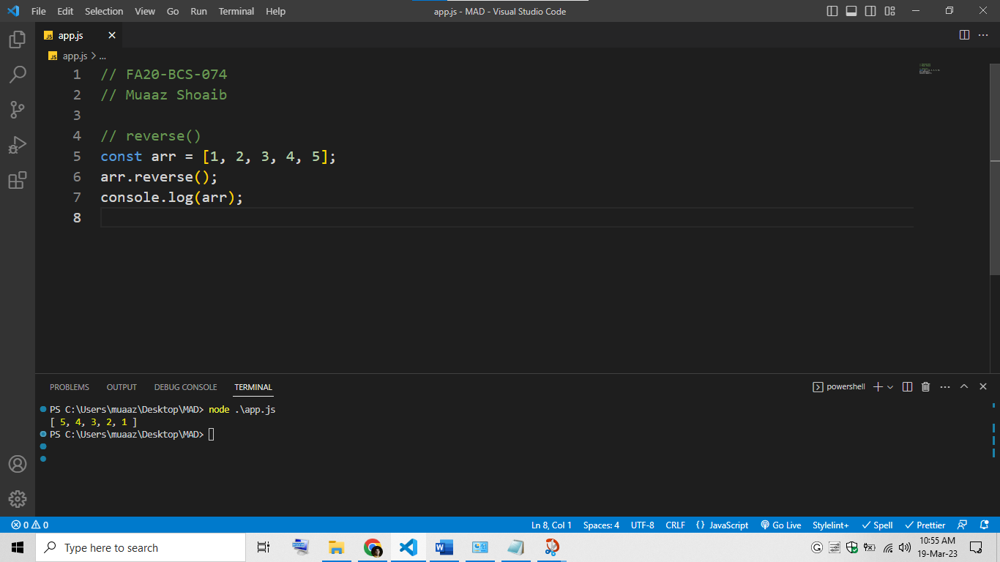 File Edit Selection View Go Run Terminal Help
app.js - MAD - Visual Studio Code
JS app.js
JS app.js > ...
1 // FA20-BCS-074
2 // Muaaz Shoaib
3
4 // reverse()
5 const arr = [1, 2, 3, 4, 5];
6 arr.reverse();
7 console.log(arr);
8
PROBLEMS OUTPUT DEBUG CONSOLE TERMINAL
powershell
PS C:\Users\muaaz\Desktop\MAD> node .\app.js
[ 5, 4, 3, 2, 1 ]
PS C:\Users\muaaz\Desktop\MAD>
0 0
Ln 8, Col 1 Spaces: 4 UTF-8 CRLF {} JavaScript Go Live Stylelint+ Spell Prettier
Type here to search
10:55 AM
19-Mar-23